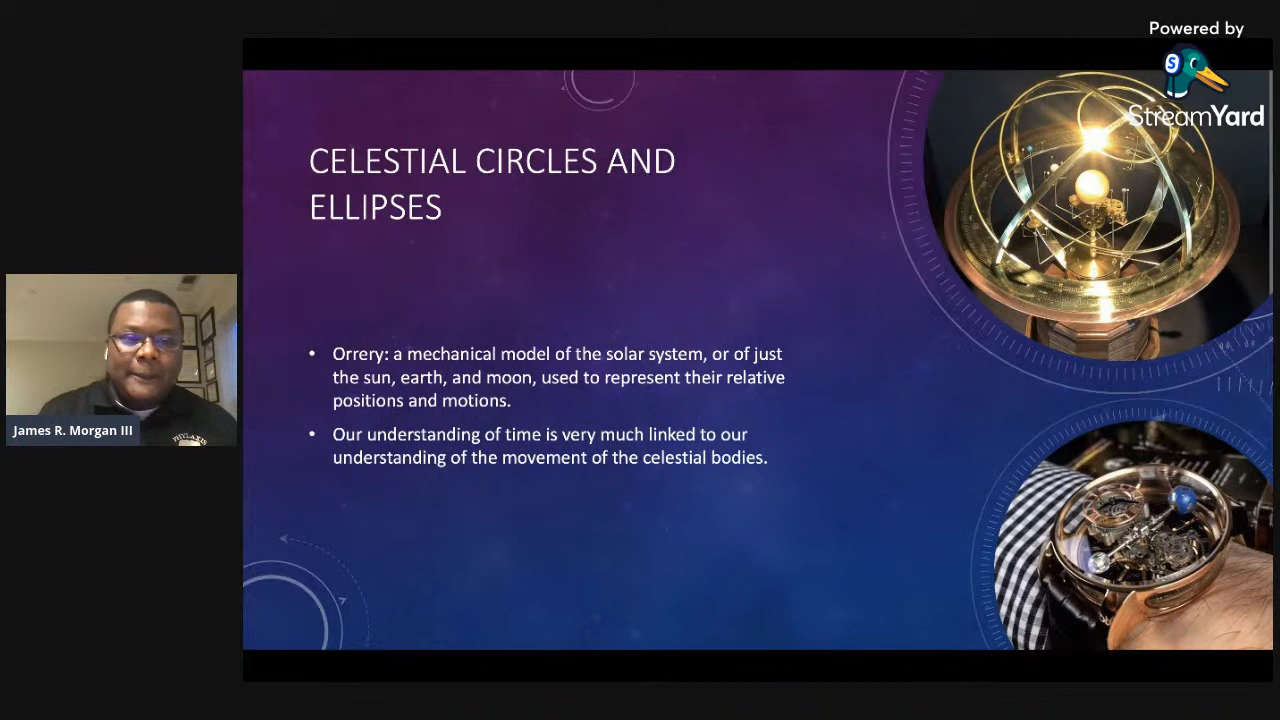 Powered by
StreamYard
CELESTIAL CIRCLES AND
ELLIPSES
• Orrery: a mechanical model of the solar system, or of just
the sun, earth, and moon, used to represent their relative
positions and motions.
• Our understanding of time is very much linked to our
understanding of the movement of the celestial bodies.
James R. Morgan III
PHYLAXIS